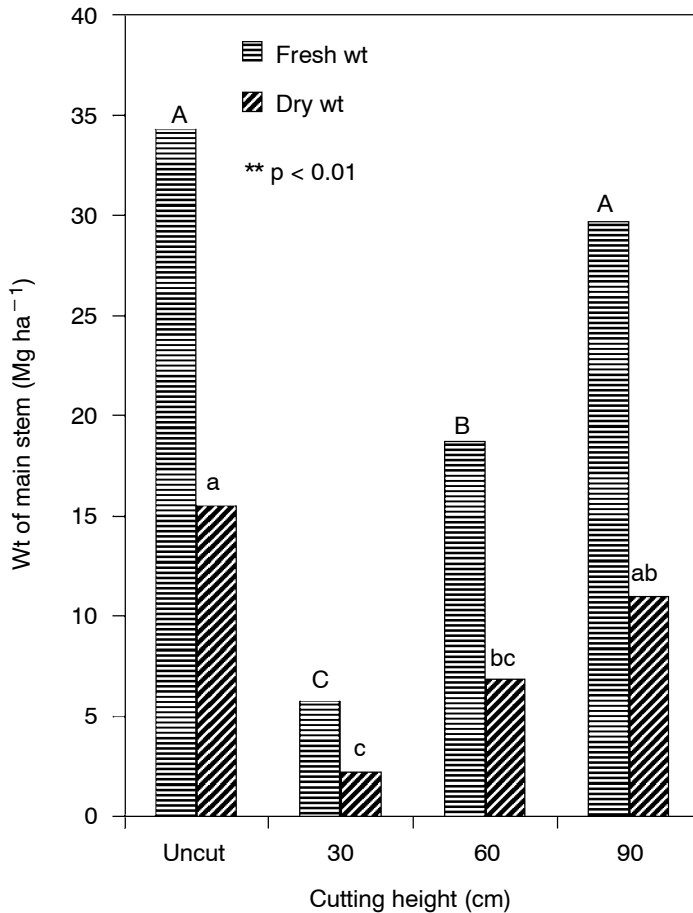 40
35
30
25
20
15
10
5
0
Wt of main stem (Mg ha⁻¹)
Fresh wt
Dry wt
** p < 0.01
A
a
C
c
B
bc
A
ab
Uncut 30 60 90
Cutting height (cm)